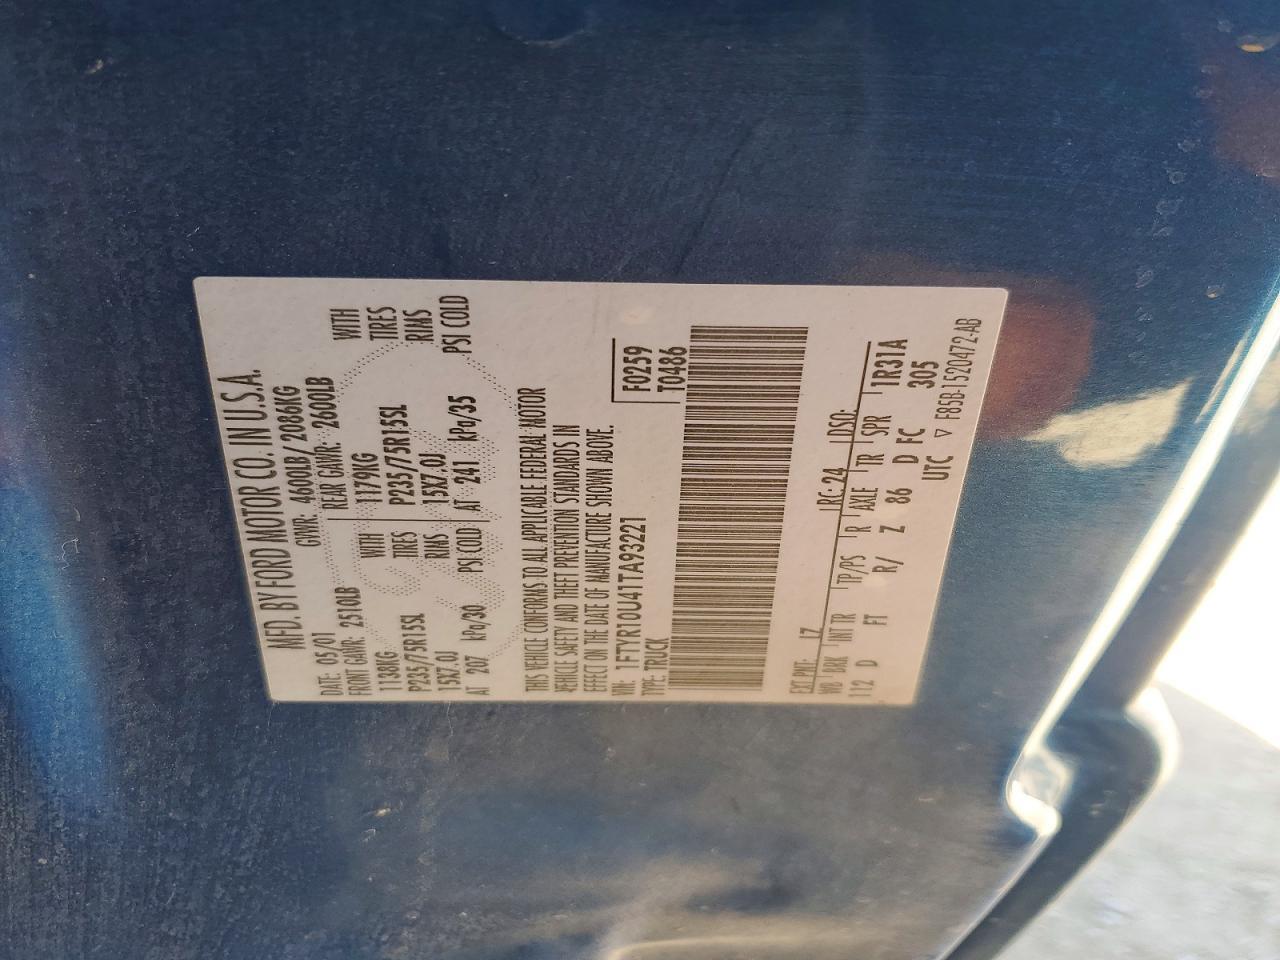 MFD. BY FORD MOTOR CO. IN U.S.A.
DATE: 05/01 GVWR: 4600LB/ 2086KG
FRONT GAWR: 2510LB REAR GAWR: 2600LB
1138KG WITH 1179KG WITH
P235/75R15SL TIRES P235/75R15SL TIRES
15X7.0J RIMS 15X7.0J RIMS
AT 207 kPa/30 PSI COLD AT 241 kPa/35 PSI COLD
THIS VEHICLE CONFORMS TO ALL APPLICABLE FEDERAL MOTOR
VEHICLE SAFETY AND THEFT PREVENTION STANDARDS IN
EFFECT ON THE DATE OF MANUFACTURE SHOWN ABOVE.
VIN: 1FTYR10U41TA93221 F0259
TYPE: TRUCK T0486
EXT PNT: LZ RC: 24 DSO:
WB BRK INT TR TP/PS R AXLE TR SPR 1R31A
112 D FT R/ Z 86 D FC 305
UTC ▽ F85B-1520472-AB